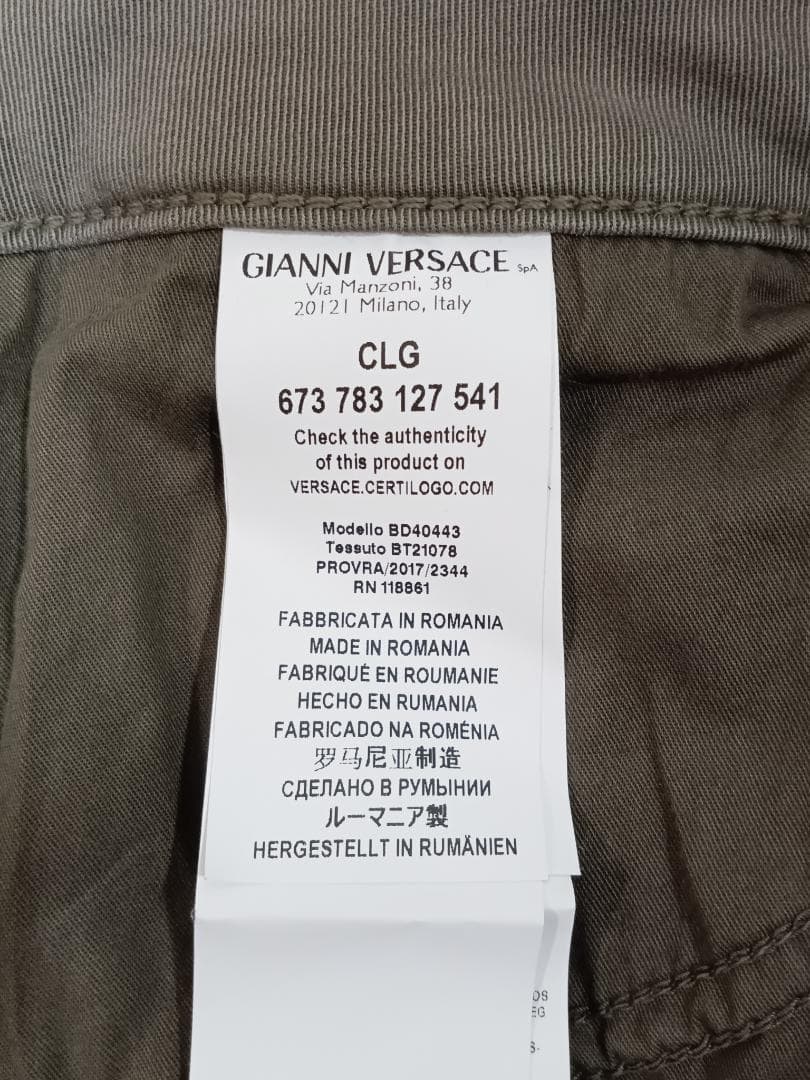 GIANNI VERSACE SpA
Via Manzoni, 38
20121 Milano, Italy
CLG
673 783 127 541
Check the authenticity
of this product on
VERSACE.CERTILOGO.COM
Modello BD40443
Tessuto BT21078
PROVRA/2017/2344
RN 118861
FABBRICATA IN ROMANIA
MADE IN ROMANIA
FABRIQUÉ EN ROUMANIE
HECHO EN RUMANIA
FABRICADO NA ROMÉNIA
罗马尼亚制造
СДЕЛАНО В РУМЫНИИ
ルーマニア製
HERGESTELLT IN RUMÄNIEN